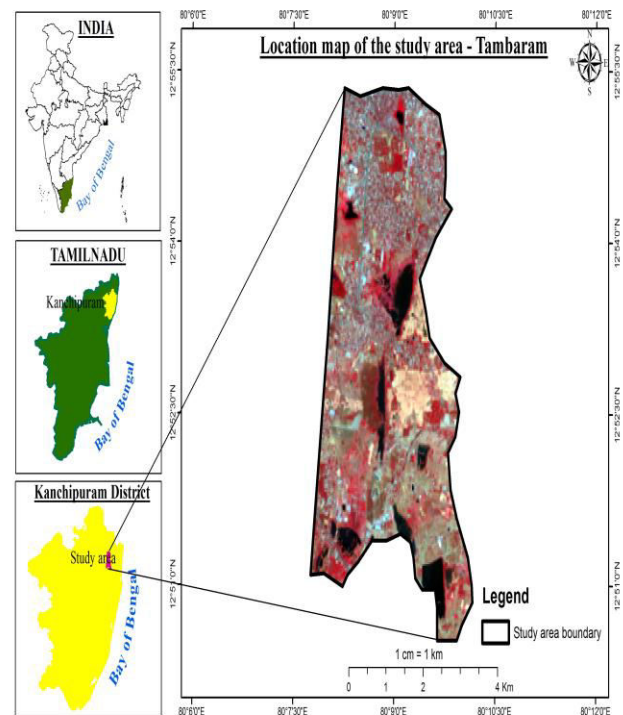 INDIA
Bay of Bengal
TAMILNADU
Kanchipuram
Bay of Bengal
Kanchipuram District
Study area
Bay of Bengal
80°6'0"E 80°7'30"E 80°9'0"E 80°10'30"E 80°12'0"E
Location map of the study area - Tambaram
N
W E
S
12°55'30"N
12°54'0"N
12°52'30"N
12°51'0"N
12°55'30"N
12°54'0"N
12°52'30"N
12°51'0"N
Legend
Study area boundary
1 cm = 1 km
0 1 2 4 Km
80°6'0"E 80°7'30"E 80°9'0"E 80°10'30"E 80°12'0"E